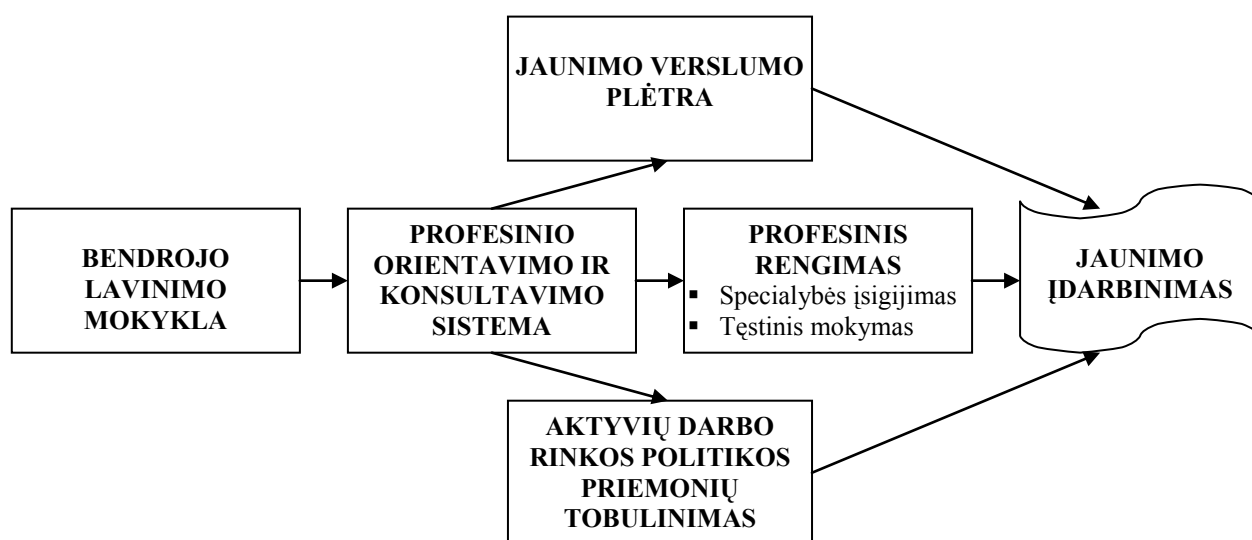 JAUNIMO VERSLUMO
PLĖTRA
BENDROJO
LAVINIMO
MOKYKLA
PROFESINIO
ORIENTAVIMO IR
KONSULTAVIMO
SISTEMA
PROFESINIS
RENGIMAS
▪ Specialybės įsigijimas
▪ Tęstinis mokymas
JAUNIMO
ĮDARBINIMAS
AKTYVIŲ DARBO
RINKOS POLITIKOS
PRIEMONIŲ
TOBULINIMAS